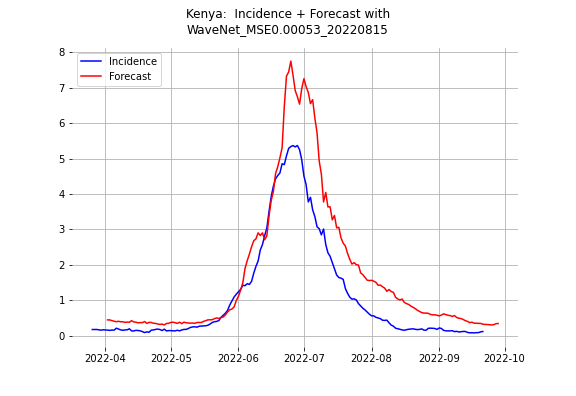 Kenya:  Incidence + Forecast with
WaveNet_MSE0.00053_20220815
8
7
6
5
4
3
2
1
0
Incidence
Forecast
2022-04 2022-05 2022-06 2022-07 2022-08 2022-09 2022-10